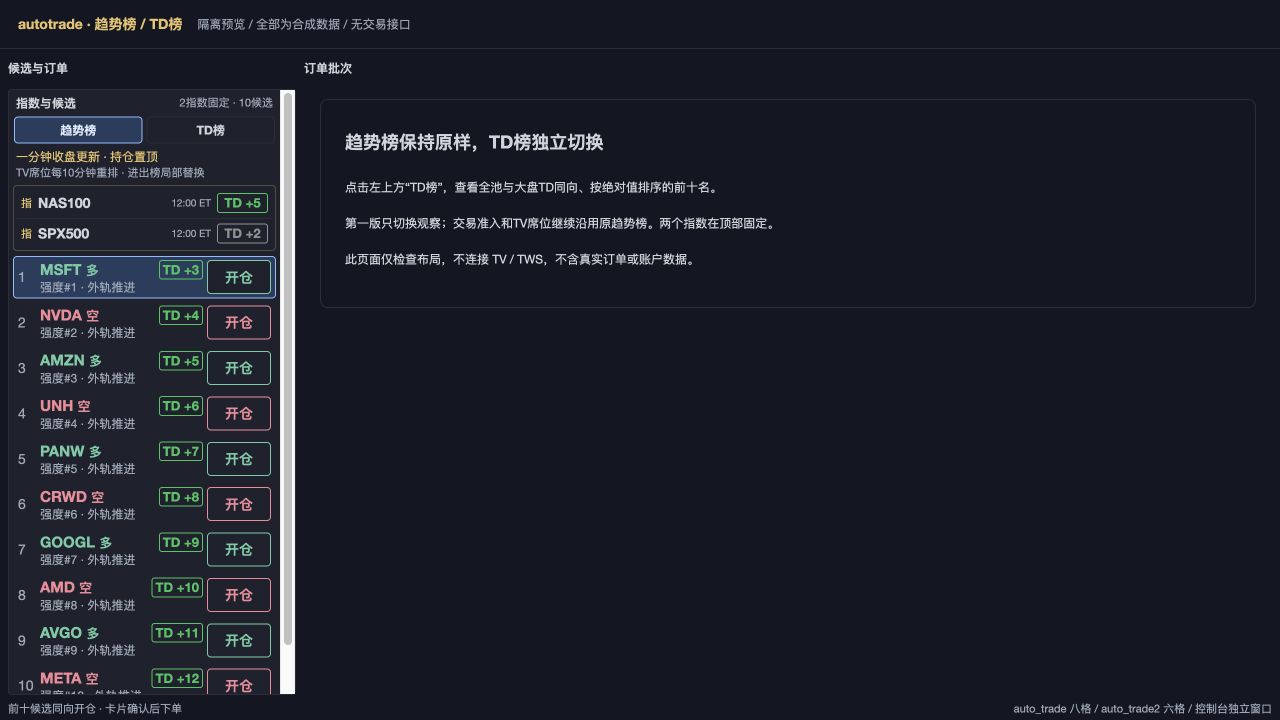 autotrade · 趋势榜 / TD榜 隔离预览 / 全部为合成数据 / 无交易接口
候选与订单
指数与候选 2指数固定 · 10候选
趋势榜 TD榜
一分钟收盘更新 · 持仓置顶
TV席位每10分钟重排 · 进出榜局部替换
指 NAS100 12:00 ET TD +5
指 SPX500 12:00 ET TD +2
1 MSFT 多 TD +3 开仓
强度#1 · 外轨推进
2 NVDA 空 TD +4 开仓
强度#2 · 外轨推进
3 AMZN 多 TD +5 开仓
强度#3 · 外轨推进
4 UNH 空 TD +6 开仓
强度#4 · 外轨推进
5 PANW 多 TD +7 开仓
强度#5 · 外轨推进
6 CRWD 空 TD +8 开仓
强度#6 · 外轨推进
7 GOOGL 多 TD +9 开仓
强度#7 · 外轨推进
8 AMD 空 TD +10 开仓
强度#8 · 外轨推进
9 AVGO 多 TD +11 开仓
强度#9 · 外轨推进
10 META 空 TD +12 开仓
强度#10 · 外轨推进
订单批次
趋势榜保持原样，TD榜独立切换
点击左上方“TD榜”，查看全池与大盘TD同向、按绝对值排序的前十名。
第一版只切换观察；交易准入和TV席位继续沿用原趋势榜。两个指数在顶部固定。
此页面仅检查布局，不连接 TV / TWS，不含真实订单或账户数据。
前十候选同向开仓 · 卡片确认后下单
auto_trade 八格 / auto_trade2 六格 / 控制台独立窗口